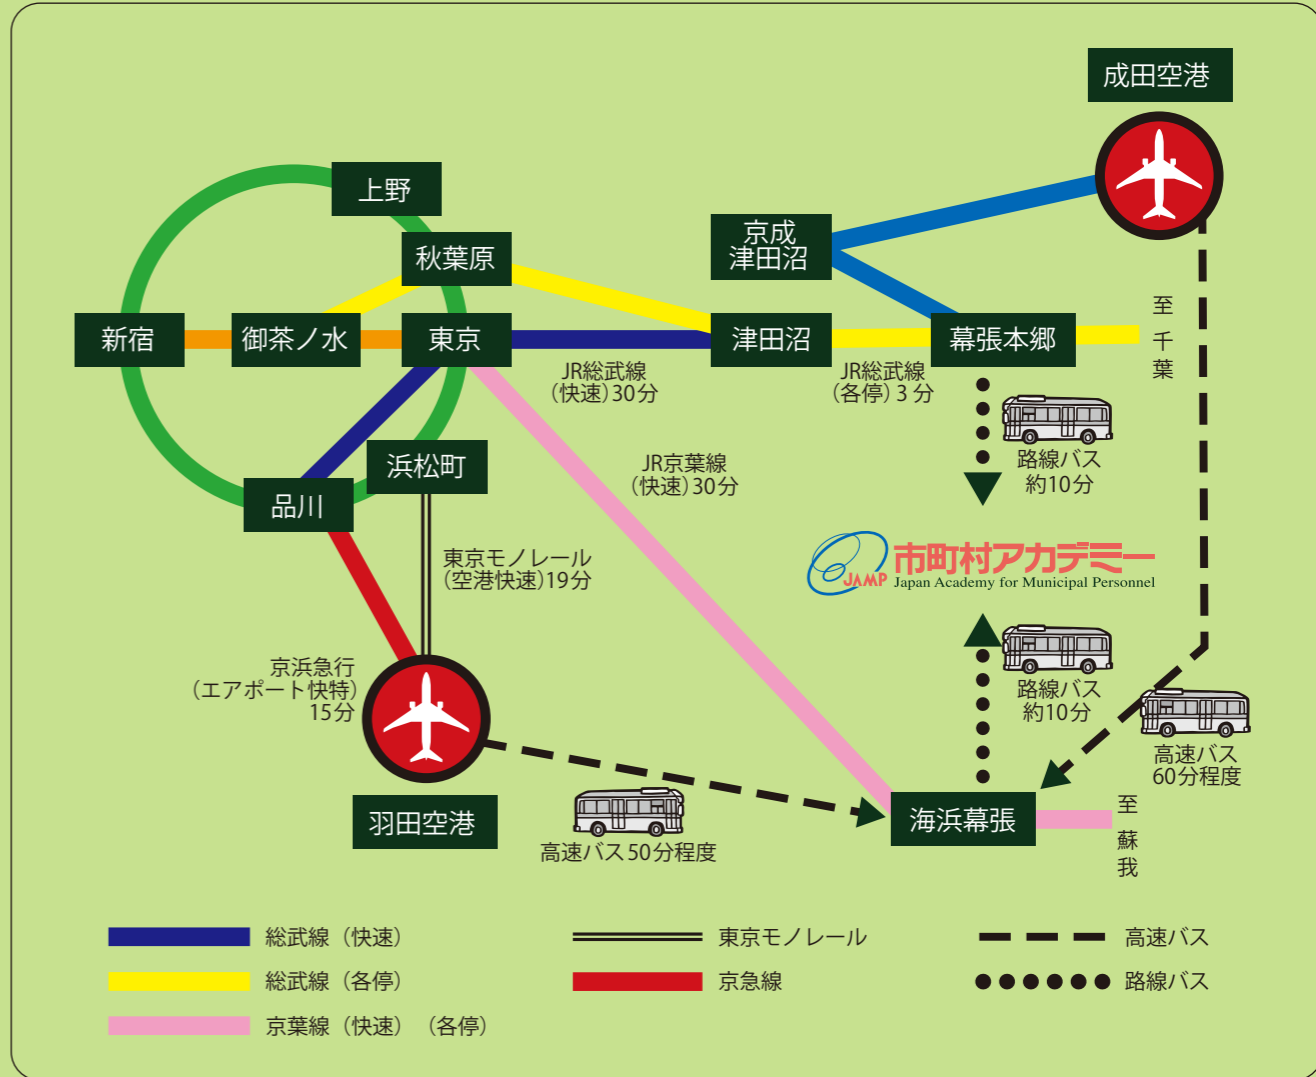 成田空港
上野
秋葉原
京成
津田沼
新宿
御茶ノ水
東京
津田沼
幕張本郷
至千葉
JR総武線
(快速)30分
JR総武線
(各停)3分
路線バス
約10分
JR京葉線
(快速)30分
浜松町
品川
東京モノレール
(空港快速)19分
JAMP
市町村アカデミー
Japan Academy for Municipal Personnel
京浜急行
(エアポート快特)
15分
路線バス
約10分
高速バス
60分程度
羽田空港
高速バス50分程度
海浜幕張
至蘇我
総武線(快速)
東京モノレール
高速バス
総武線(各停)
京急線
路線バス
京葉線(快速)(各停)